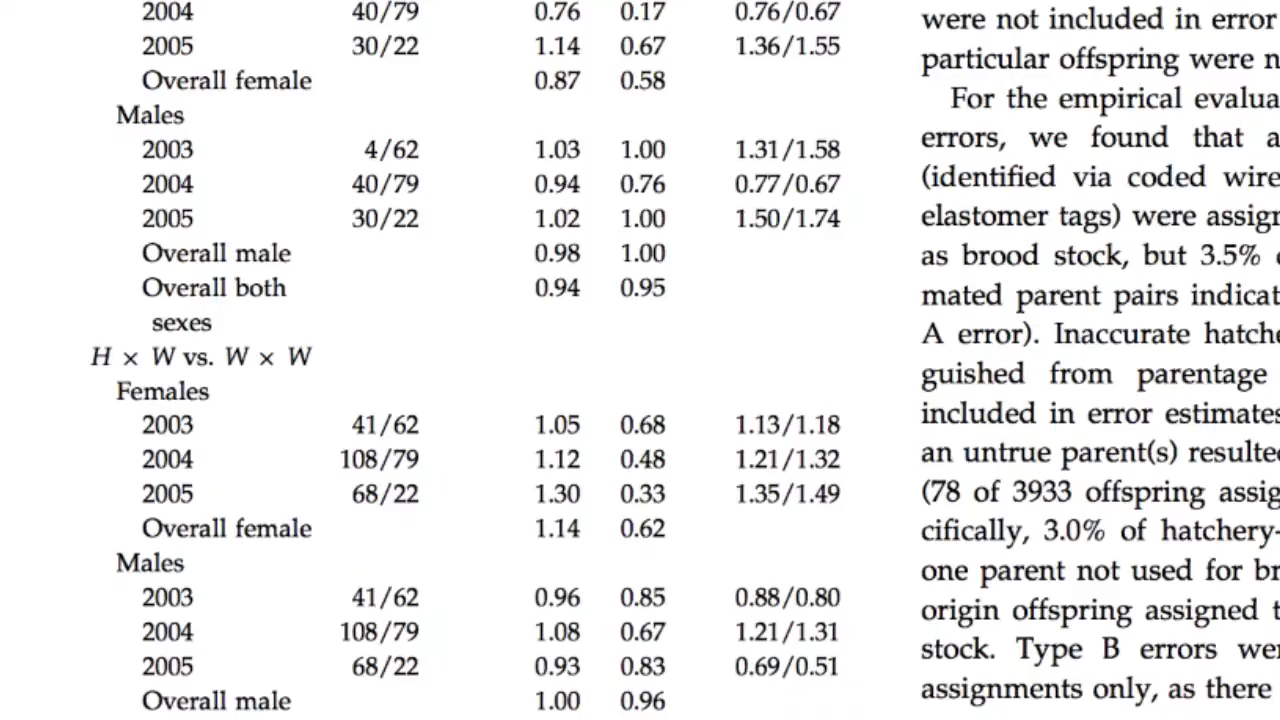 2004 40/79 0.76 0.17 0.76/0.67
2005 30/22 1.14 0.67 1.36/1.55
Overall female 0.87 0.58
Males
2003 4/62 1.03 1.00 1.31/1.58
2004 40/79 0.94 0.76 0.77/0.67
2005 30/22 1.02 1.00 1.50/1.74
Overall male 0.98 1.00
Overall both 0.94 0.95
sexes
H × W vs. W × W
Females
2003 41/62 1.05 0.68 1.13/1.18
2004 108/79 1.12 0.48 1.21/1.32
2005 68/22 1.30 0.33 1.35/1.49
Overall female 1.14 0.62
Males
2003 41/62 0.96 0.85 0.88/0.80
2004 108/79 1.08 0.67 1.21/1.31
2005 68/22 0.93 0.83 0.69/0.51
Overall male 1.00 0.96
were not included in error
particular offspring were n
For the empirical evalua
errors, we found that a
(identified via coded wire
elastomer tags) were assign
as brood stock, but 3.5%
mated parent pairs indicat
A error). Inaccurate hatche
guished from parentage
included in error estimates
an untrue parent(s) resulted
(78 of 3933 offspring assig
cifically, 3.0% of hatchery-
one parent not used for br
origin offspring assigned t
stock. Type B errors wer
assignments only, as there